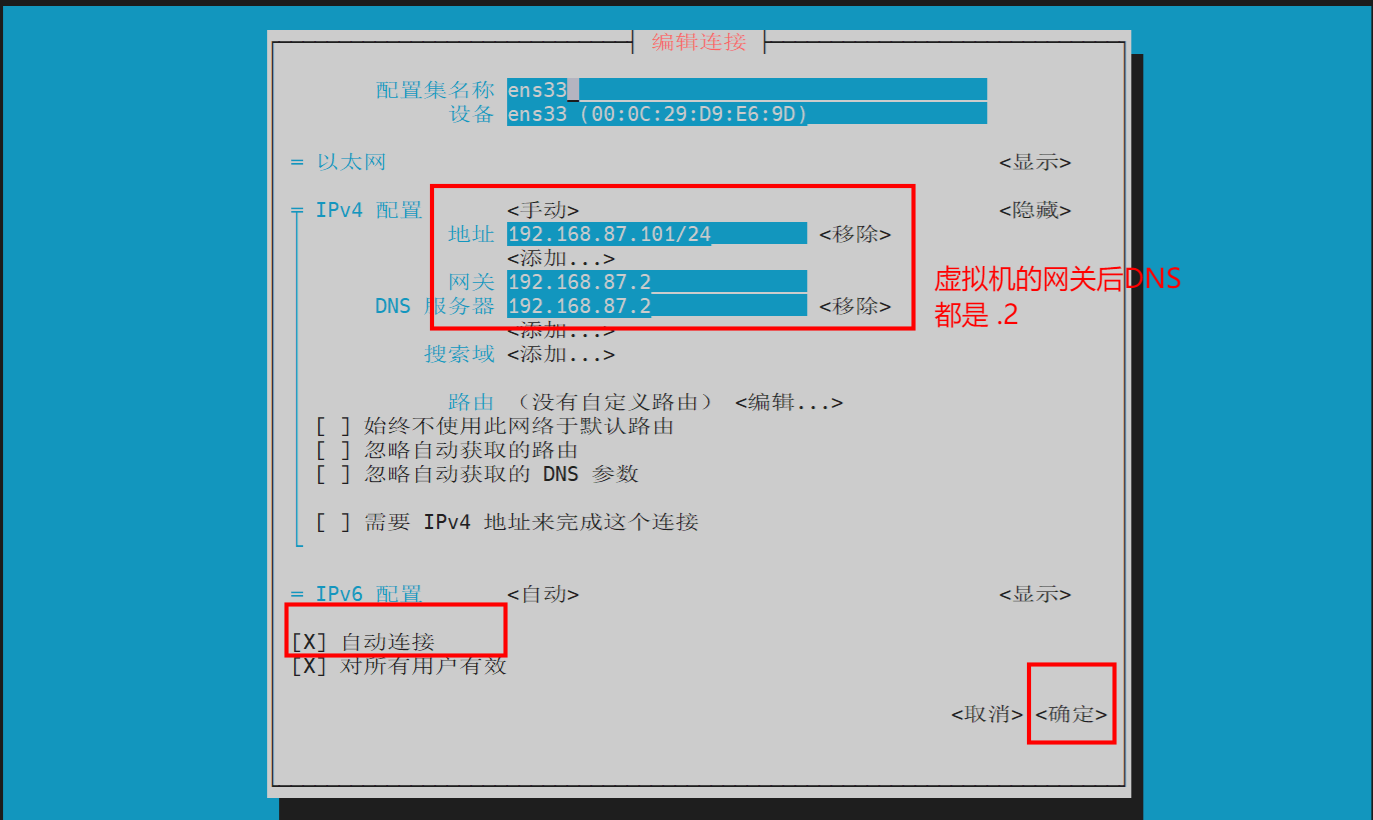 编辑连接
配置集名称 ens33
设备 ens33 (00:0C:29:D9:E6:9D)
= 以太网 <显示>
= IPv4 配置 <手动> <隐藏>
地址 192.168.87.101/24 <移除>
<添加...>
网关 192.168.87.2
DNS 服务器 192.168.87.2 <移除>
<添加...>
搜索域 <添加...>
虚拟机的网关后DNS
都是 .2
路由 （没有自定义路由） <编辑...>
[ ] 始终不使用此网络于默认路由
[ ] 忽略自动获取的路由
[ ] 忽略自动获取的 DNS 参数
[ ] 需要 IPv4 地址来完成这个连接
= IPv6 配置 <自动> <显示>
[X] 自动连接
[X] 对所有用户有效
<取消> <确定>